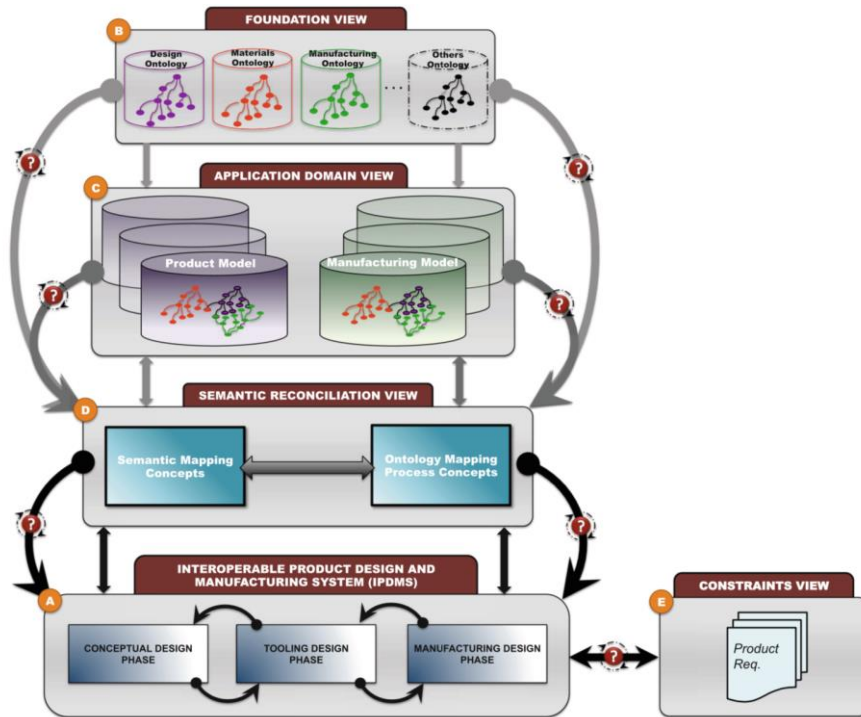 FOUNDATION VIEW
B
Design
Ontology
Materials
Ontology
Manufacturing
Ontology
...
Others
Ontology
?
?
APPLICATION DOMAIN VIEW
C
Product Model
Manufacturing Model
?
?
SEMANTIC RECONCILIATION VIEW
D
Semantic Mapping
Concepts
Ontology Mapping
Process Concepts
?
?
INTEROPERABLE PRODUCT DESIGN AND
MANUFACTURING SYSTEM (IPDMS)
A
CONCEPTUAL DESIGN
PHASE
TOOLING DESIGN
PHASE
MANUFACTURING DESIGN
PHASE
?
CONSTRAINTS VIEW
E
Product
Req.